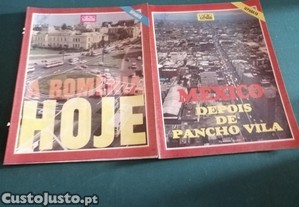 A ROMÉNIA
HOJE
MÉXICO
DEPOIS
DE
PANCHO VILA
CustoJusto.pt